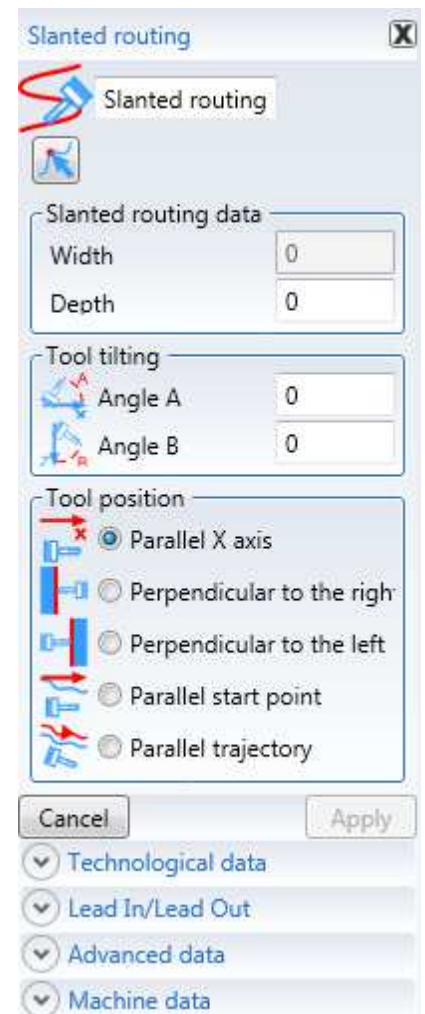 Slanted routing
Slanted routing
Slanted routing data
Width 0
Depth 0
Tool tilting
Angle A 0
Angle B 0
Tool position
Parallel X axis
Perpendicular to the righ
Perpendicular to the left
Parallel start point
Parallel trajectory
Cancel Apply
Technological data
Lead In/Lead Out
Advanced data
Machine data